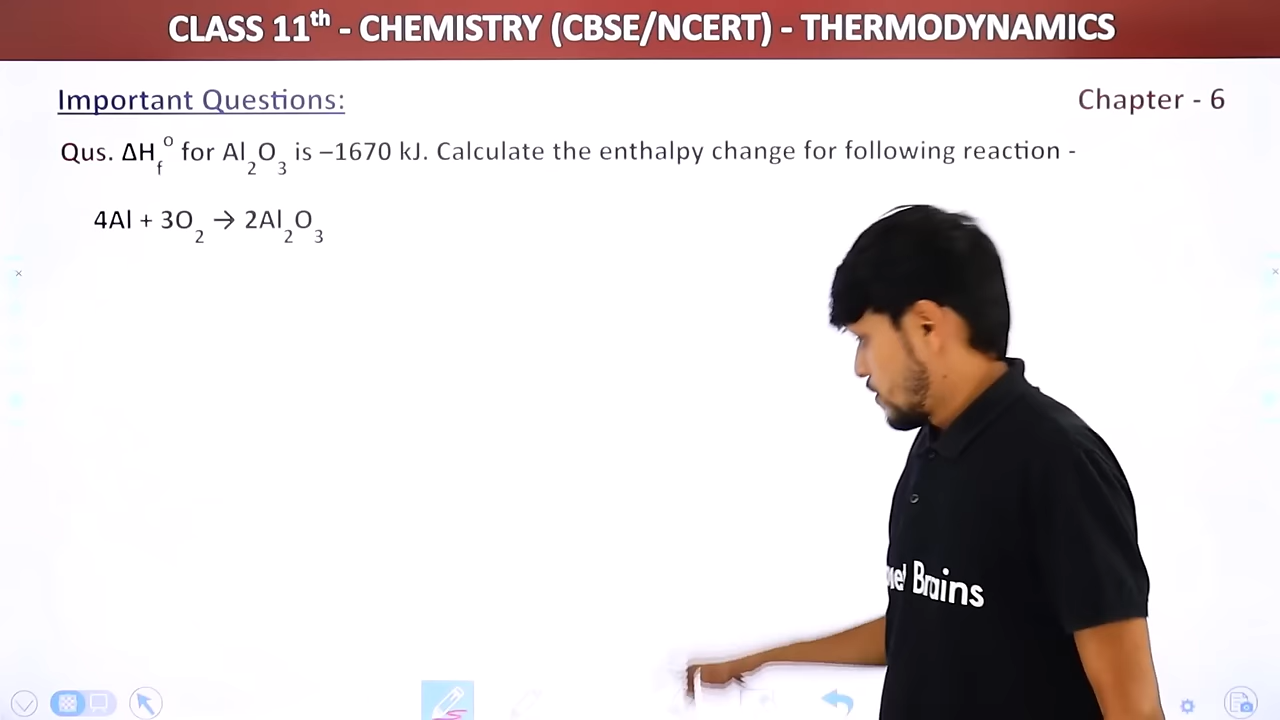 CLASS 11ᵗʰ - CHEMISTRY (CBSE/NCERT) - THERMODYNAMICS
Important Questions:
Chapter - 6
Qus. ΔH_f° for Al₂O₃ is –1670 kJ. Calculate the enthalpy change for following reaction -
4Al + 3O₂ → 2Al₂O₃
Brains